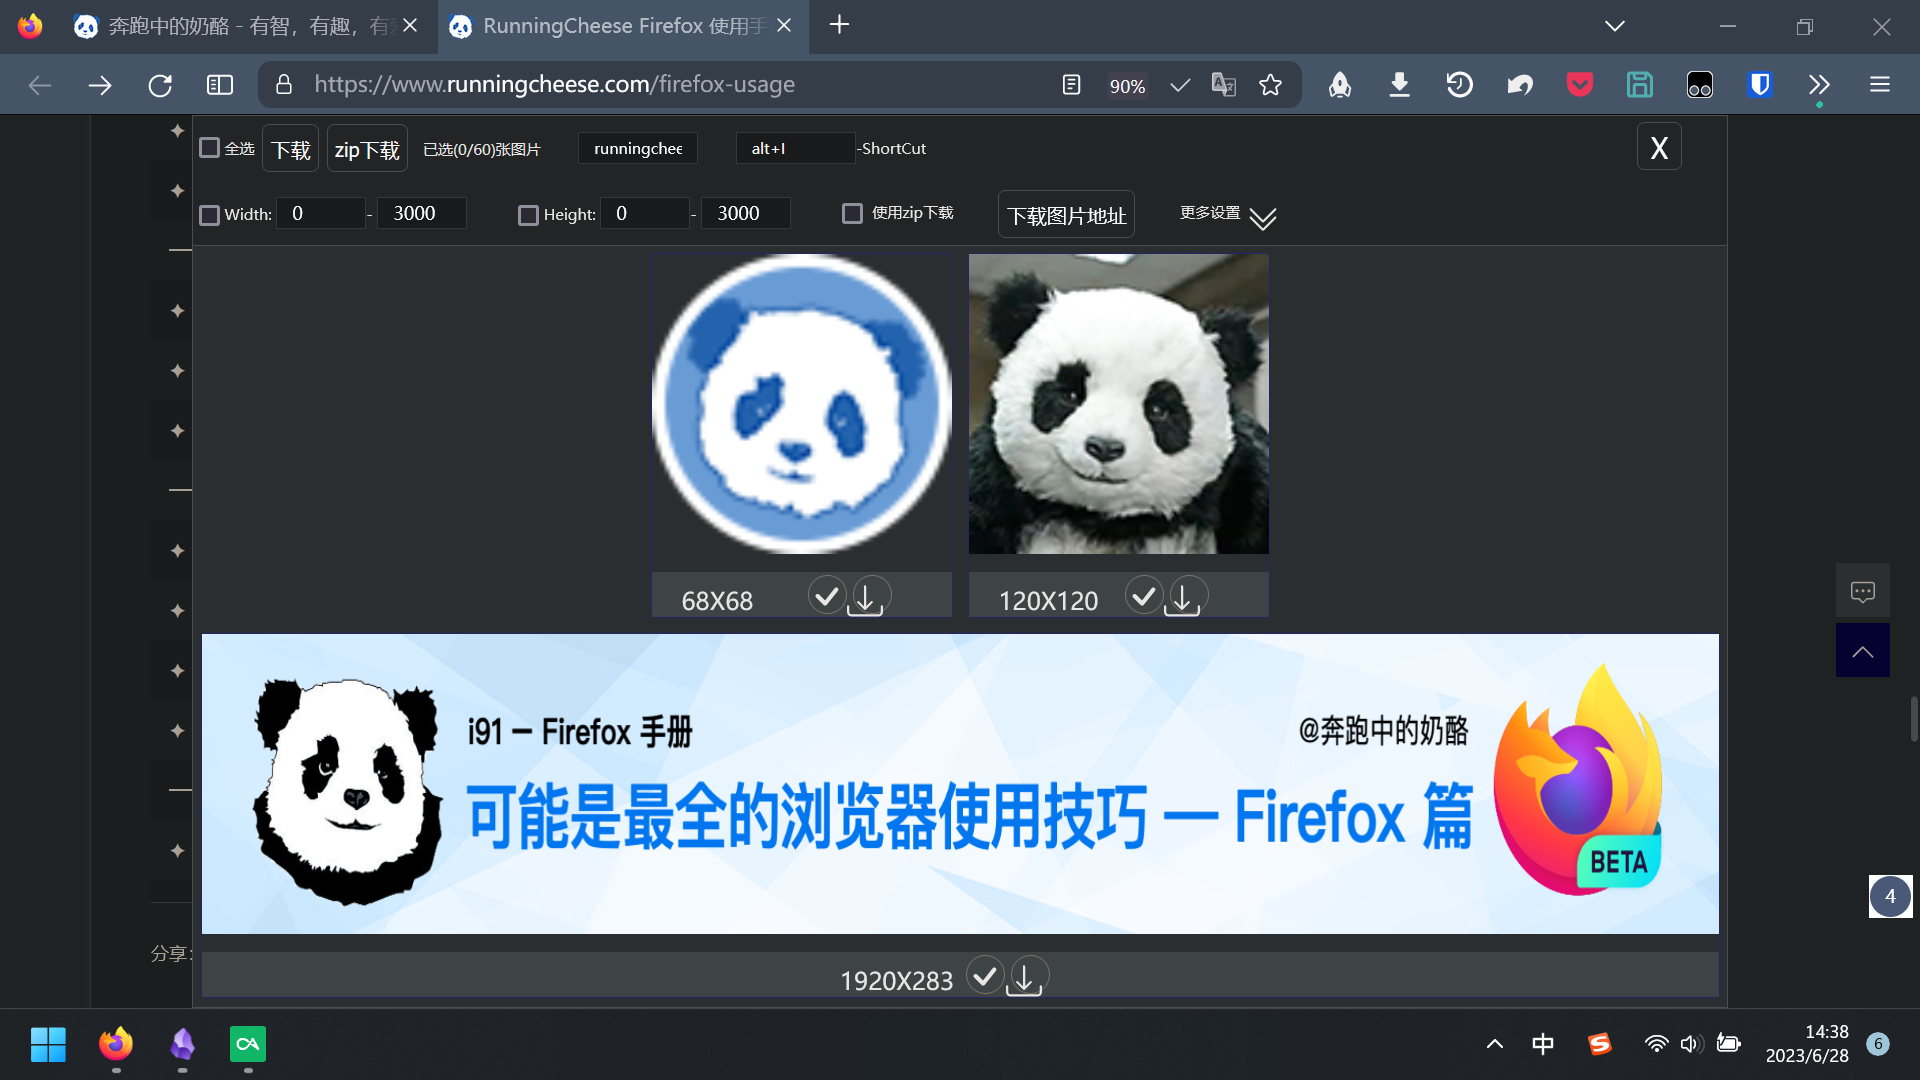 奔跑中的奶酪 - 有智，有趣，有
RunningCheese Firefox 使用手
https://www.runningcheese.com/firefox-usage
90%
全选
下载
zip下载
已选(0/60)张图片
runningchee
alt+I
-ShortCut
X
Width:
0
-
3000
Height:
0
-
3000
使用zip下载
下载图片地址
更多设置
68X68
120X120
i91 — Firefox 手册
@奔跑中的奶酪
可能是最全的浏览器使用技巧 — Firefox 篇
BETA
4
分享:
1920X283
CA
中
S
14:38
2023/6/28
6